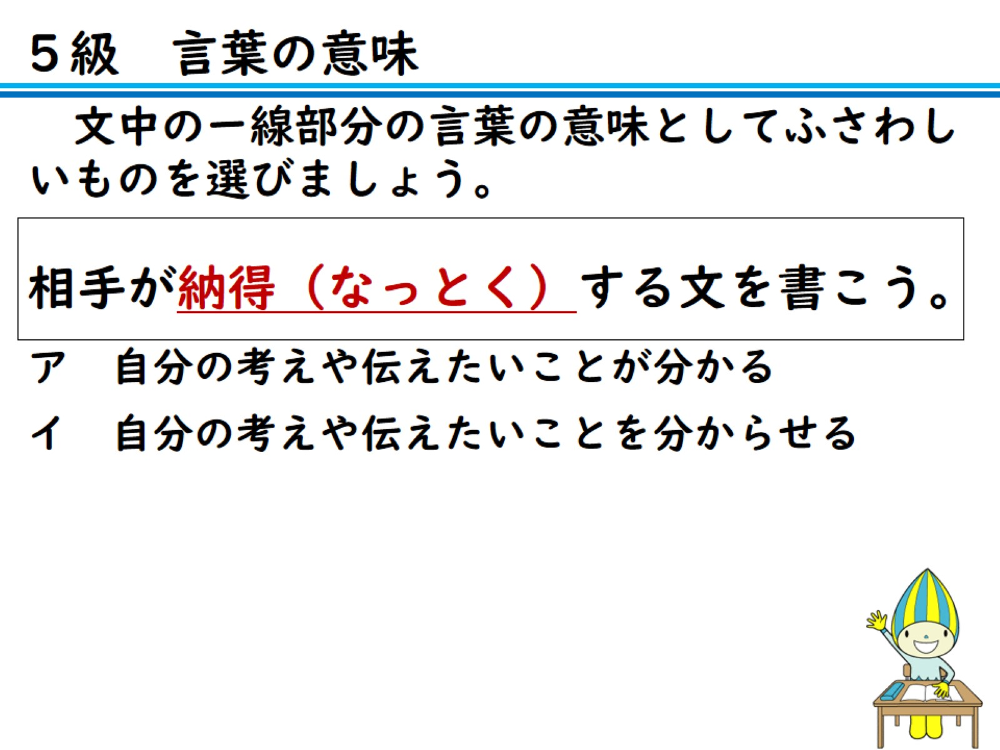 ５級　言葉の意味
文中の―線部分の言葉の意味としてふさわし
いものを選びましょう。
相手が納得（なっとく）する文を書こう。
ア　自分の考えや伝えたいことが分かる
イ　自分の考えや伝えたいことを分からせる